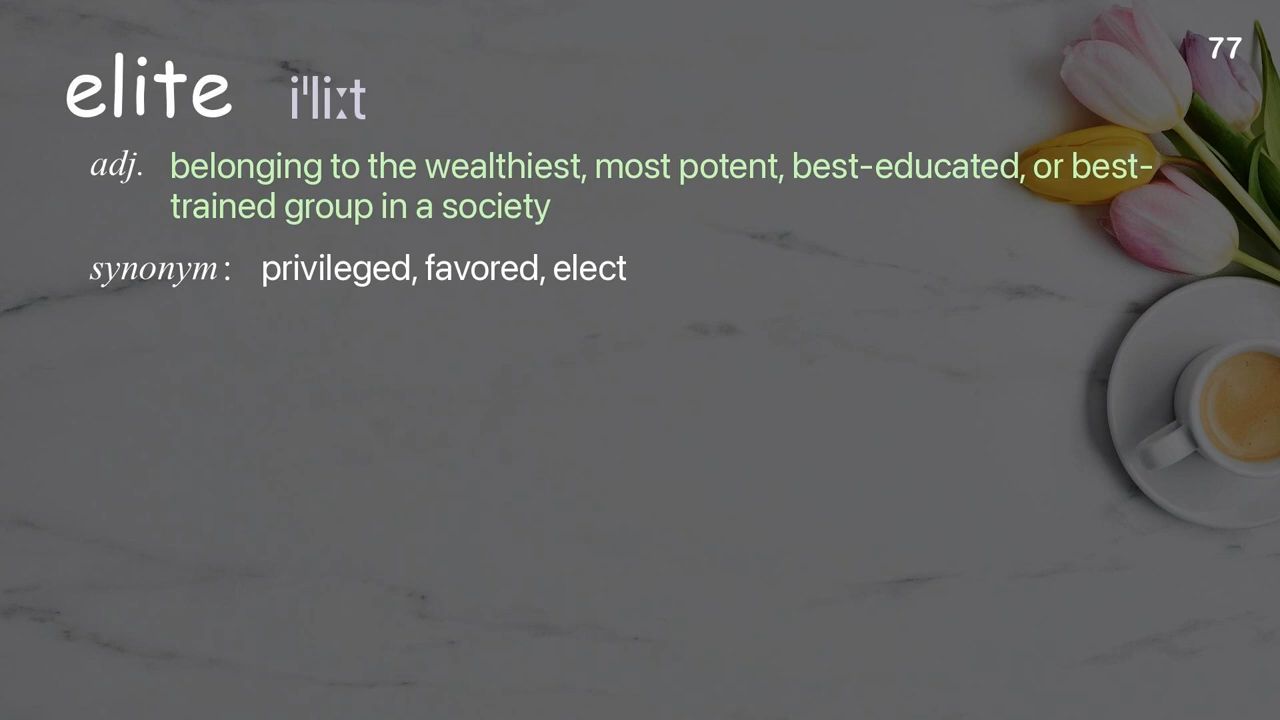 77
elite iˈliːt
adj. belonging to the wealthiest, most potent, best-educated, or best-
trained group in a society
synonym: privileged, favored, elect